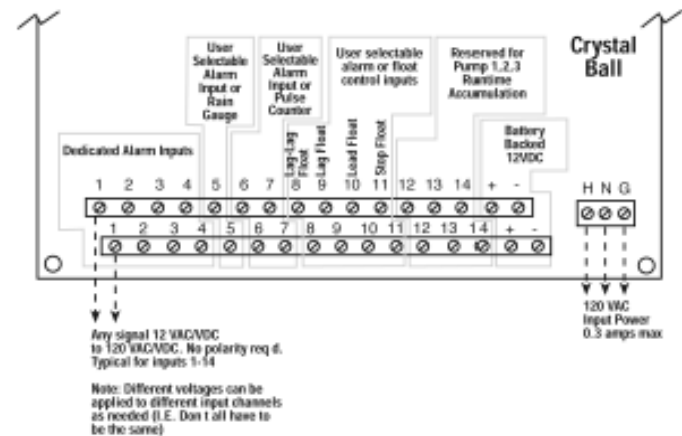 Crystal
Ball
User
Selectable
Alarm
Input or
Rain
Gauge
User
Selectable
Alarm
Input or
Pulse
Counter
User selectable
alarm or float
control inputs
Reserved for
Pump 1,2,3
Runtime
Accumulation
Dedicated Alarm Inputs
Lag-Lag
Float
Lag Float
Lead Float
Stop Float
Battery
Backed
12VDC
1 2 3 4 5 6 7 8 9 10 11 12 13 14 + -
H N G
1 2 3 4 5 6 7 8 9 10 11 12 13 14 + -
Any signal 12 VAC/VDC
to 120 VAC/VDC. No polarity req d.
Typical for inputs 1-14
120 VAC
Input Power
0.3 amps max
Note: Different voltages can be
applied to different input channels
as needed (I.E. Don t all have to
be the same)